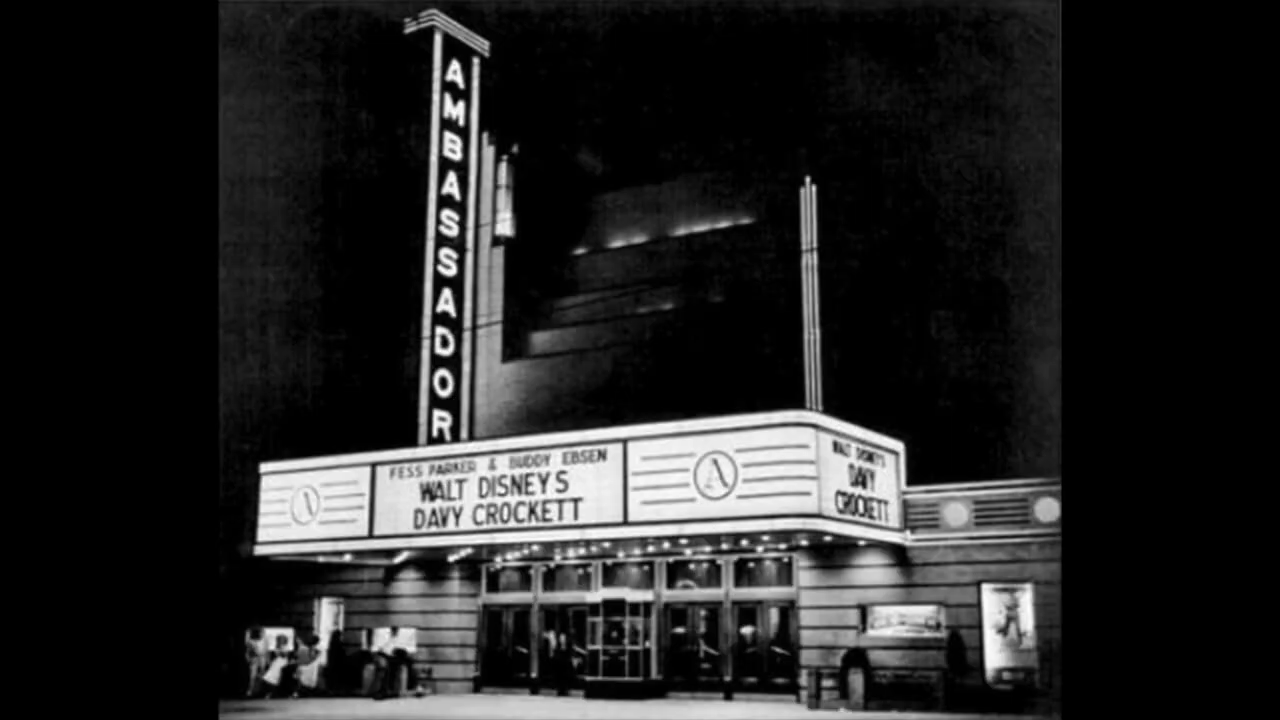 AMBASSADOR
FESS PARKER & BUDDY EBSEN
WALT DISNEY'S
DAVY CROCKETT
A
A
WALT DISNEY'S
DAVY
CROCKETT